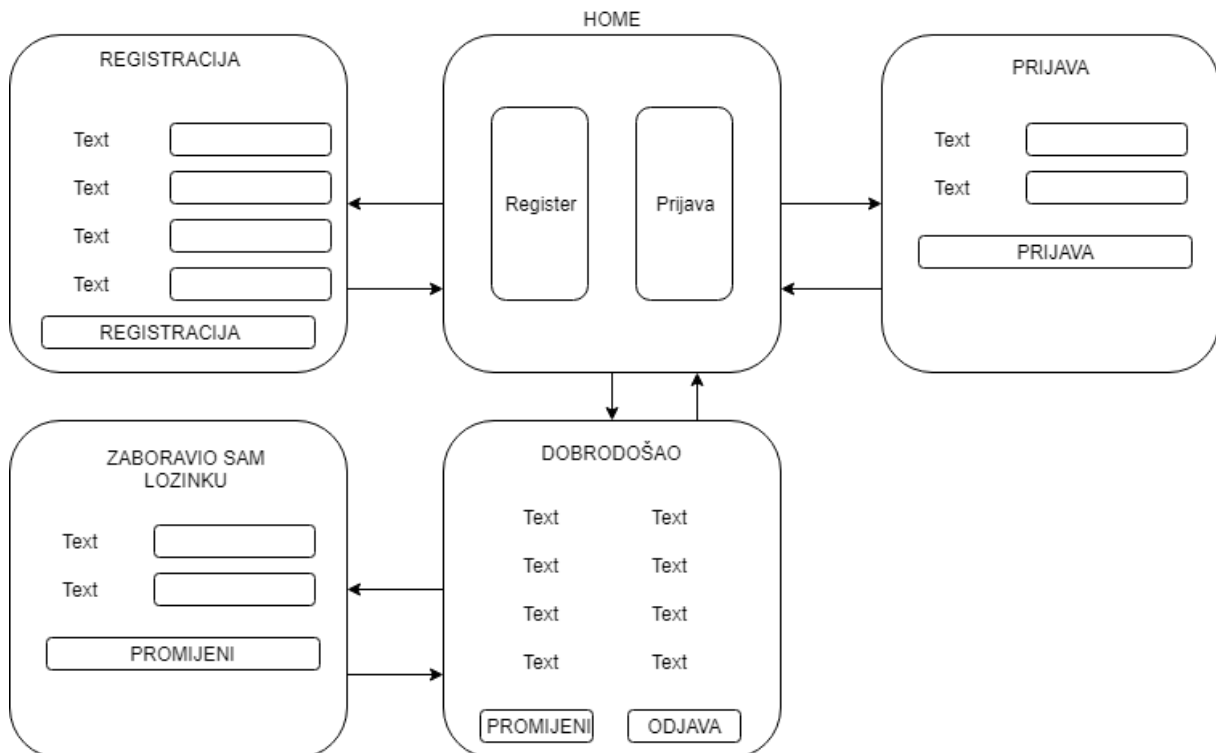 HOME
REGISTRACIJA
Text
Text
Text
Text
REGISTRACIJA
Register
Prijava
PRIJAVA
Text
Text
PRIJAVA
ZABORAVIO SAM
LOZINKU
Text
Text
PROMIJENI
DOBRODOŠAO
Text Text
Text Text
Text Text
Text Text
PROMIJENI ODJAVA